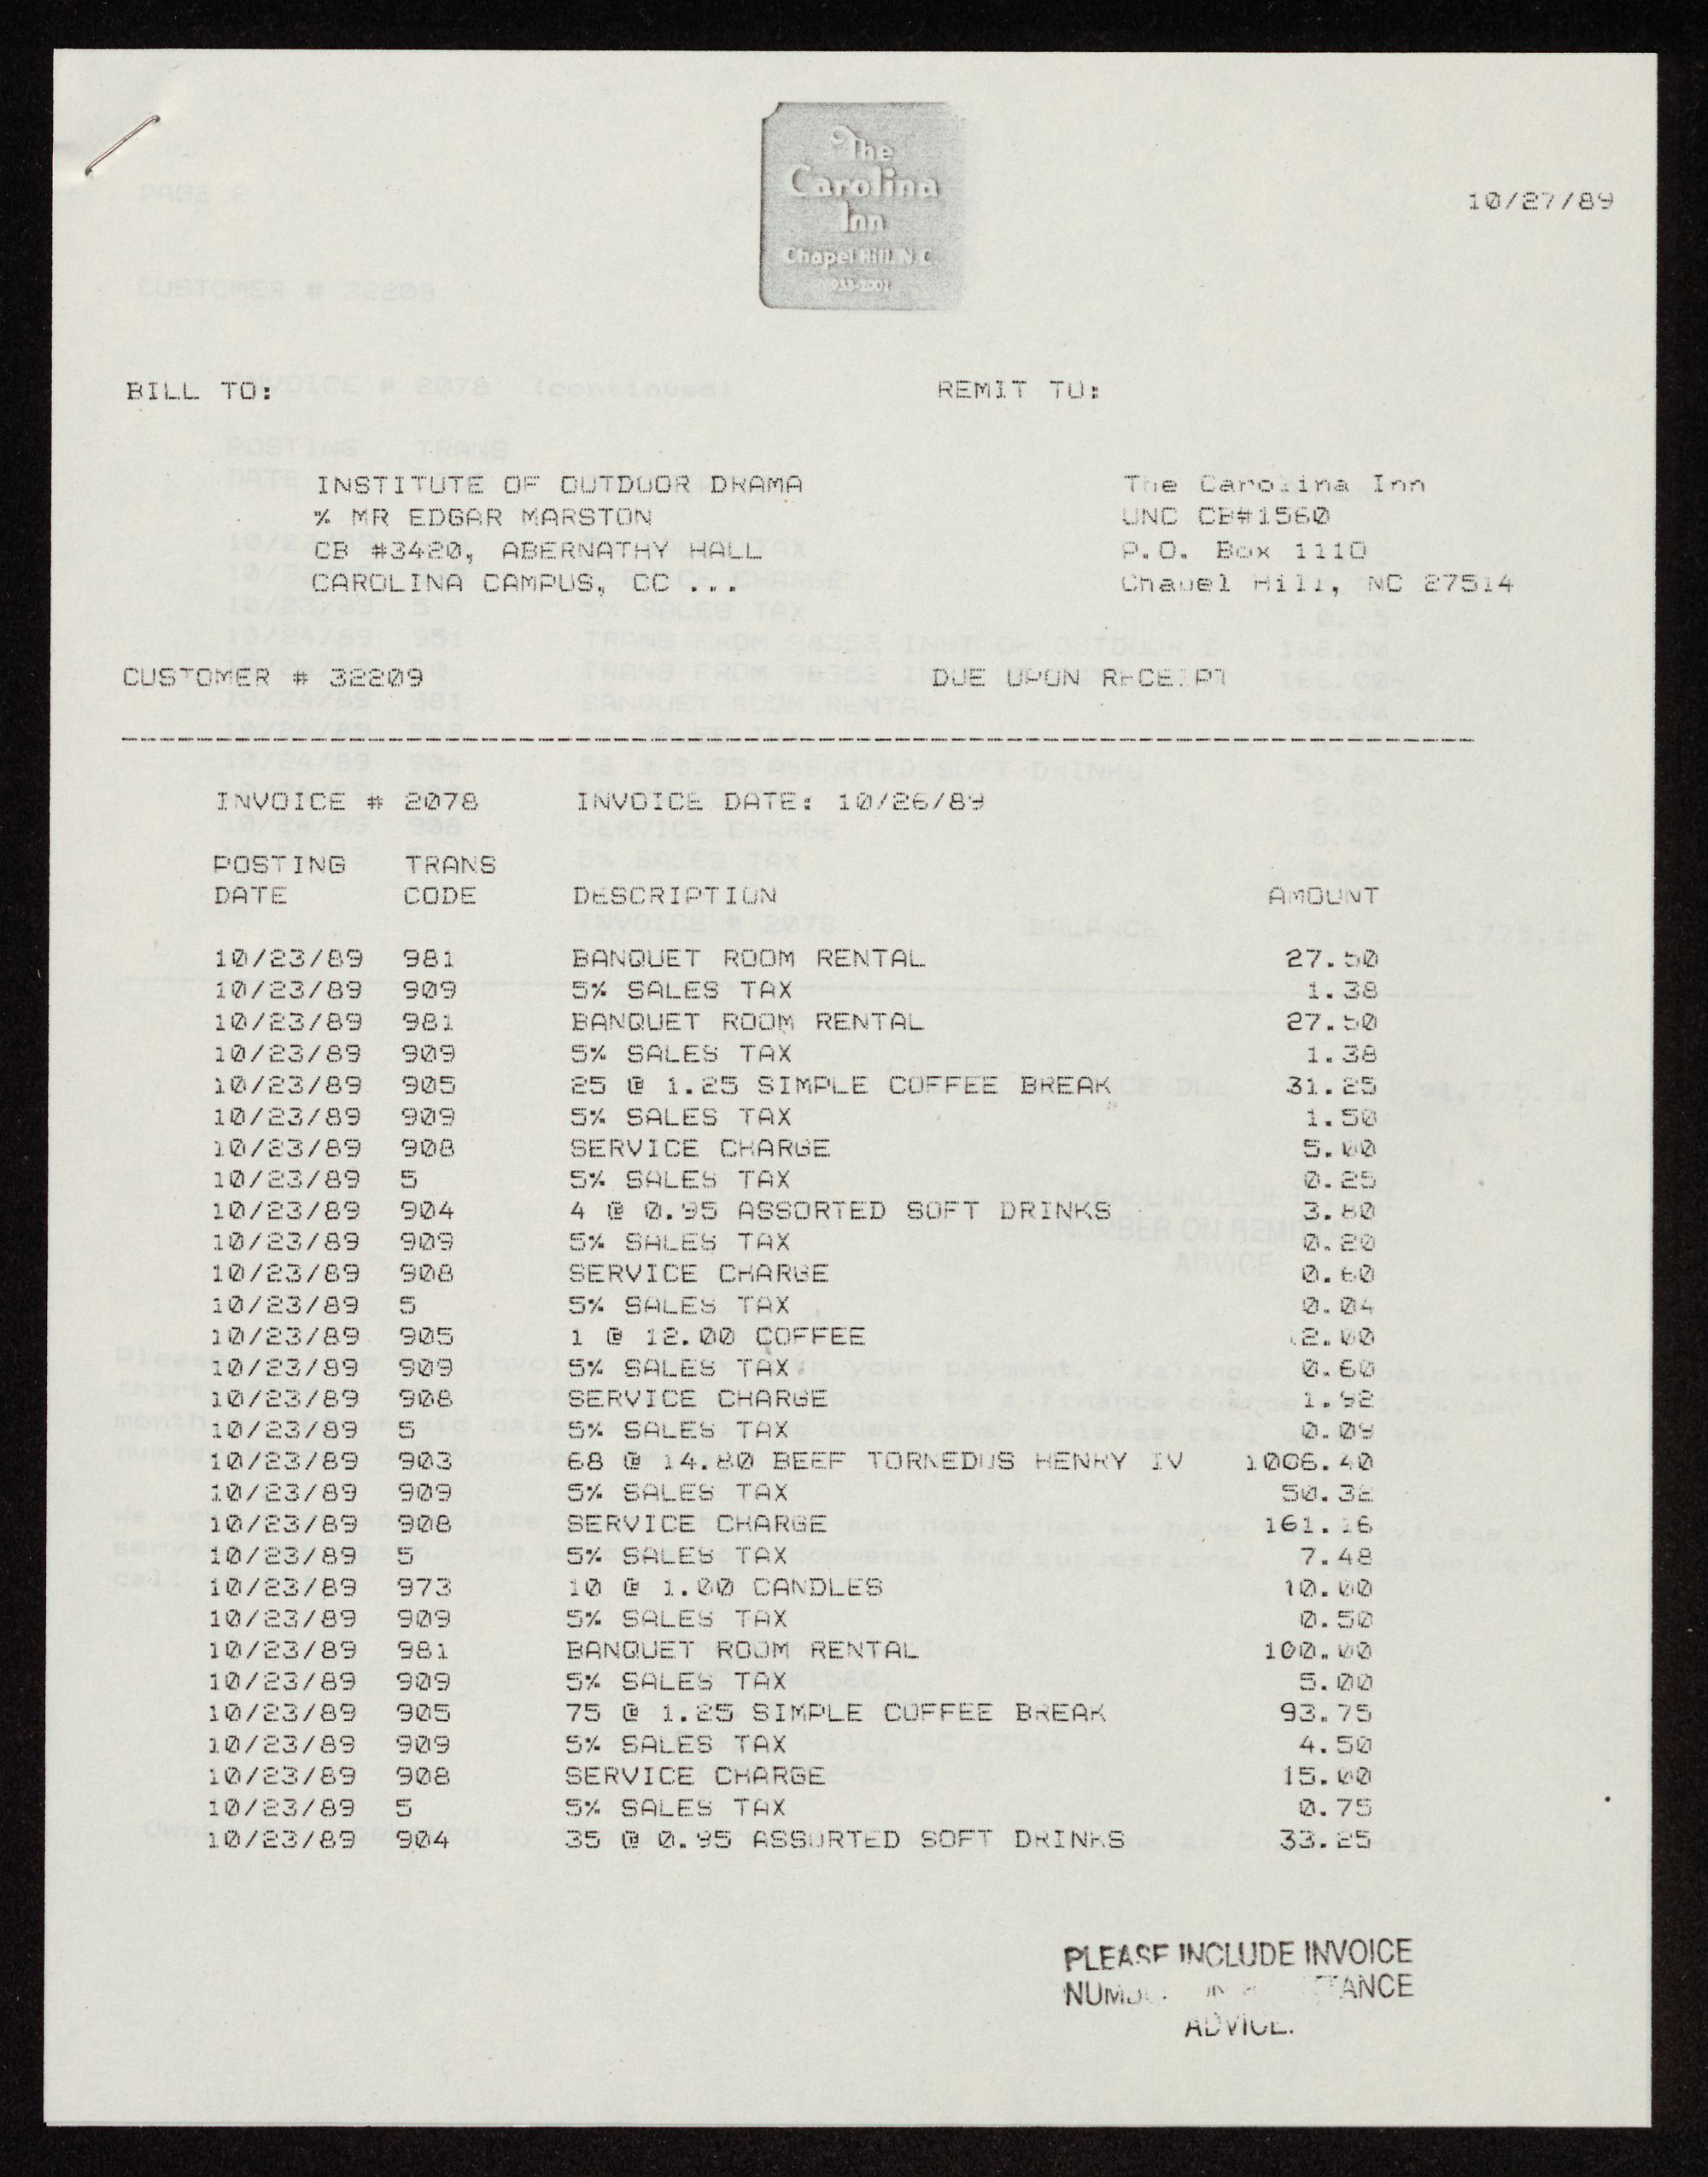 The
Carolina
Inn
Chapel Hill, N.C.
10/27/89
BILL TO: REMIT TO:
INSTITUTE OF OUTDOOR DRAMA The Carolina Inn
% MR EDGAR MARSTON UNC CB#1560
CB #3420, ABERNATHY HALL P.O. Box 1110
CAROLINA CAMPUS, CC ... Chapel Hill, NC 27514
CUSTOMER # 32209 DUE UPON RECEIPT
INVOICE # 2078 INVOICE DATE: 10/26/89
POSTING TRANS
DATE CODE DESCRIPTION AMOUNT
10/23/89 981 BANQUET ROOM RENTAL 27.50
10/23/89 909 5% SALES TAX 1.38
10/23/89 981 BANQUET ROOM RENTAL 27.50
10/23/89 909 5% SALES TAX 1.38
10/23/89 905 25 @ 1.25 SIMPLE COFFEE BREAK 31.25
10/23/89 909 5% SALES TAX 1.50
10/23/89 908 SERVICE CHARGE 5.00
10/23/89 5 5% SALES TAX 0.25
10/23/89 904 4 @ 0.95 ASSORTED SOFT DRINKS 3.80
10/23/89 909 5% SALES TAX 0.20
10/23/89 908 SERVICE CHARGE 0.60
10/23/89 5 5% SALES TAX 0.04
10/23/89 905 1 @ 12.00 COFFEE 12.00
10/23/89 909 5% SALES TAX 0.60
10/23/89 908 SERVICE CHARGE 1.92
10/23/89 5 5% SALES TAX 0.09
10/23/89 903 68 @ 14.80 BEEF TORNEDOS HENRY IV 1006.40
10/23/89 909 5% SALES TAX 50.32
10/23/89 908 SERVICE CHARGE 161.16
10/23/89 5 5% SALES TAX 7.48
10/23/89 973 10 @ 1.00 CANDLES 10.00
10/23/89 909 5% SALES TAX 0.50
10/23/89 981 BANQUET ROOM RENTAL 100.00
10/23/89 909 5% SALES TAX 5.00
10/23/89 905 75 @ 1.25 SIMPLE COFFEE BREAK 93.75
10/23/89 909 5% SALES TAX 4.50
10/23/89 908 SERVICE CHARGE 15.00
10/23/89 5 5% SALES TAX 0.75
10/23/89 904 35 @ 0.95 ASSORTED SOFT DRINKS 33.25
PLEASE INCLUDE INVOICE
NUMBER ON REMITTANCE
ADVICE.